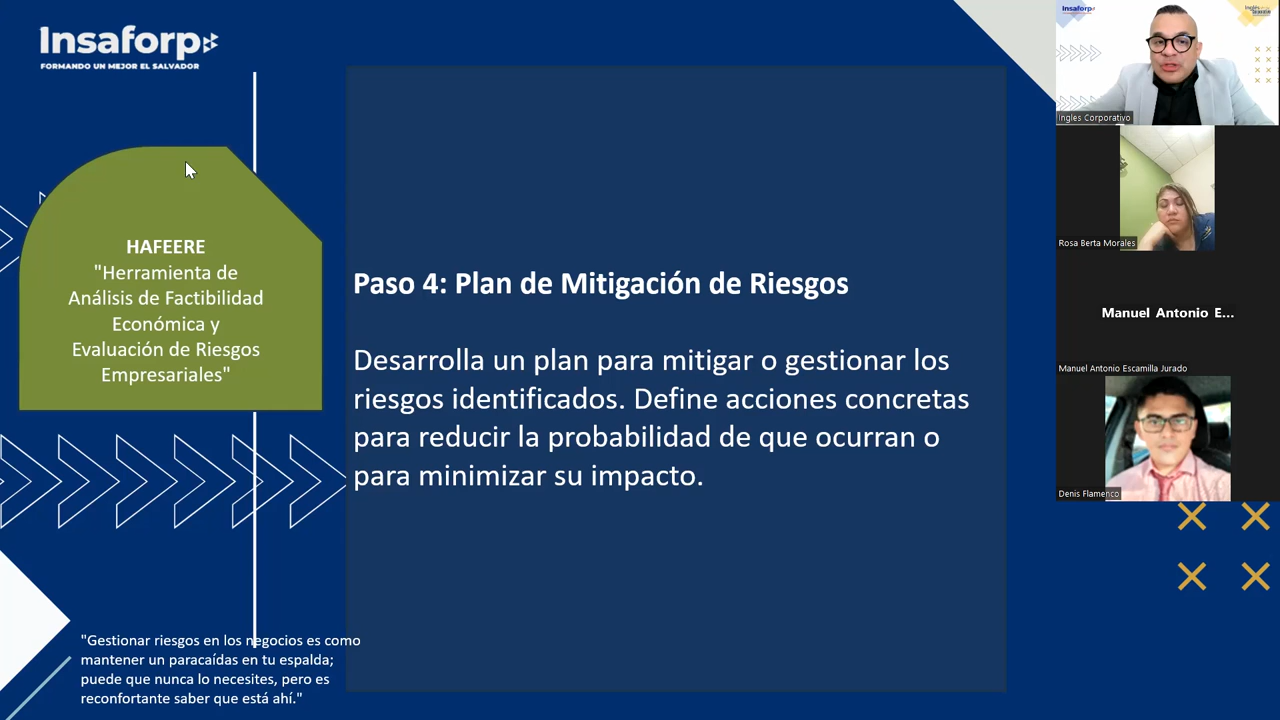 Insaforp
FORMANDO UN MEJOR EL SALVADOR
HAFEERE
"Herramienta de
Análisis de Factibilidad
Económica y
Evaluación de Riesgos
Empresariales"
Paso 4: Plan de Mitigación de Riesgos
Desarrolla un plan para mitigar o gestionar los
riesgos identificados. Define acciones concretas
para reducir la probabilidad de que ocurran o
para minimizar su impacto.
"Gestionar riesgos en los negocios es como
mantener un paracaídas en tu espalda;
puede que nunca lo necesites, pero es
reconfortante saber que está ahí."
Insaforp
Ingles Corporativo
Rosa Berta Morales
Manuel Antonio E...
Manuel Antonio Escamilla Jurado
Denis Flamenco